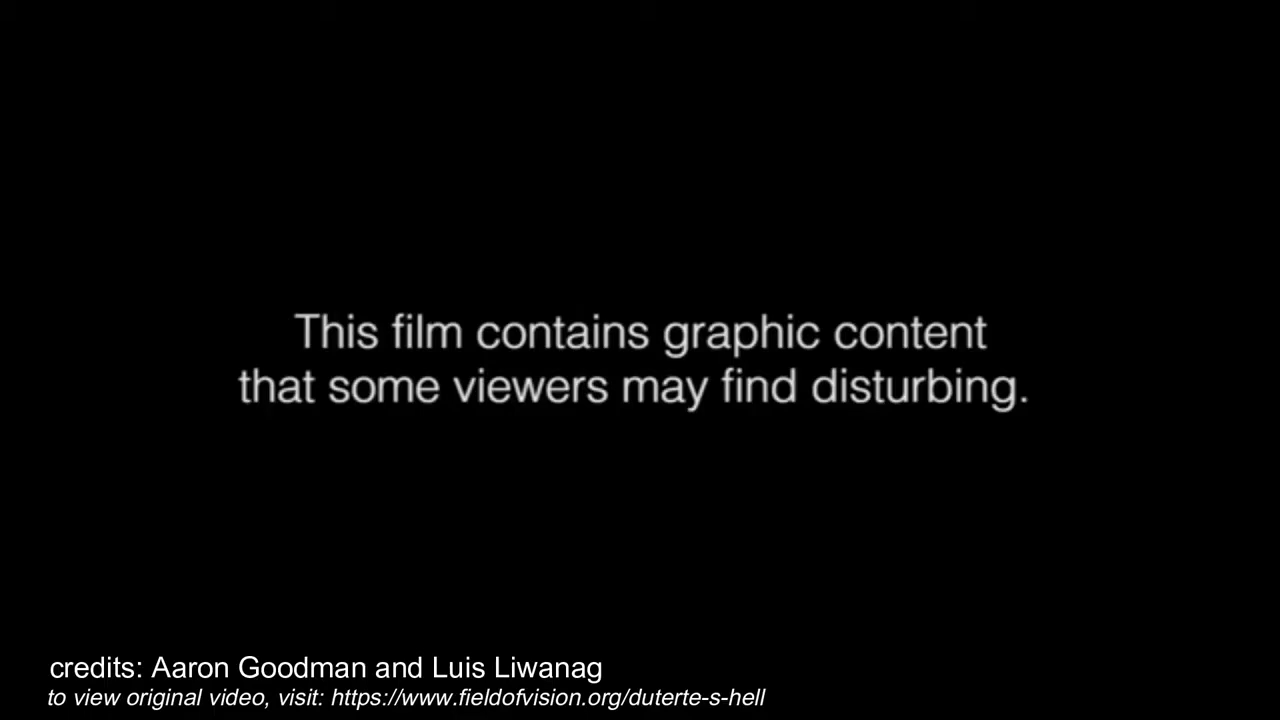 This film contains graphic content
that some viewers may find disturbing.
credits: Aaron Goodman and Luis Liwanag
to view original video, visit: https://www.fieldofvision.org/duterte-s-hell